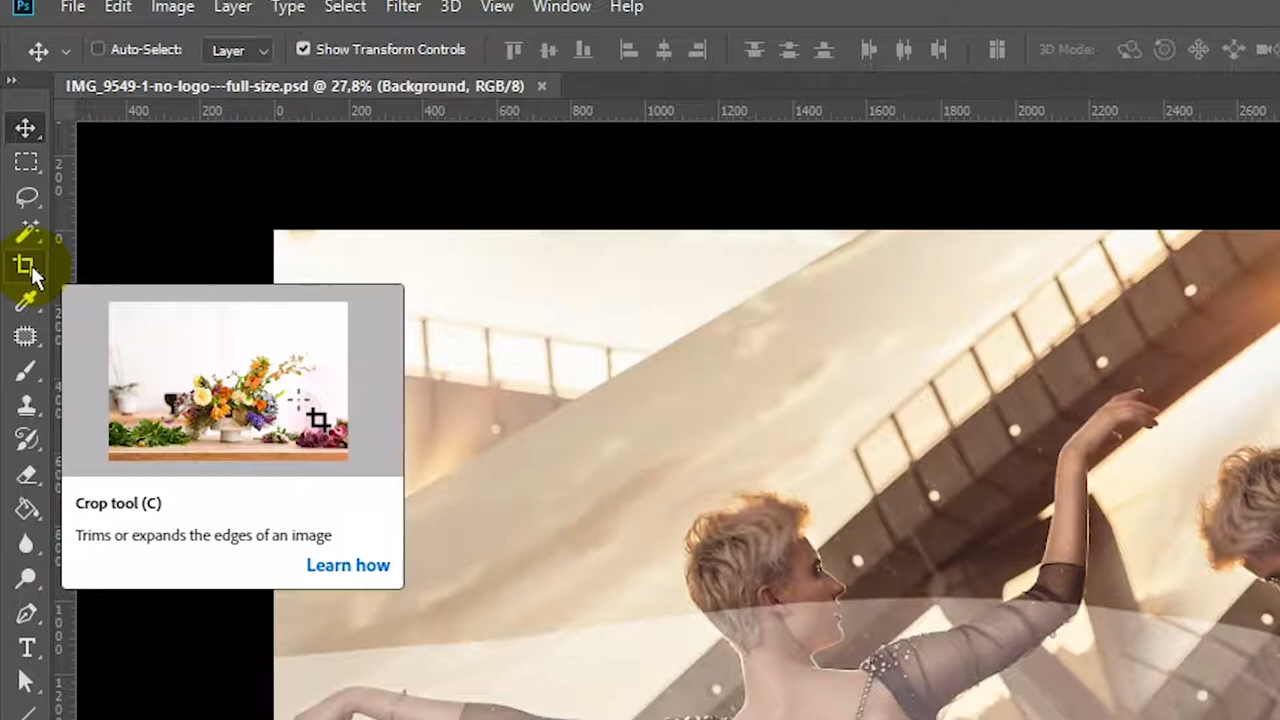 Ps File Edit Image Layer Type Select Filter 3D View Window Help
Auto-Select: Layer Show Transform Controls 3D Mode:
IMG_9549-1-no-logo---full-size.psd @ 27,8% (Background, RGB/8) ×
400 200 0 200 400 600 800 1000 1200 1400 1600 1800 2000 2200 2400 2600
Crop tool (C)
Trims or expands the edges of an image
Learn how